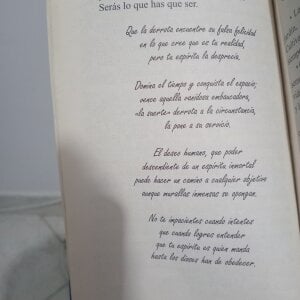 Serás lo que has que ser.
Que la derrota encuentre su falsa felicidad
en lo que cree que es tu realidad,
pero tu espíritu la desprecia.
Domina el tiempo y conquista el espacio;
vence aquella vanidosa embaucadora,
«la suerte» derrota a la circunstancia,
la pone a su servicio.
El deseo humano, que poder
descendiente de un espíritu inmortal
puede hacer un camino a cualquier objetivo
aunque murallas inmensas se opongan.
No te impacientes cuando intentes
que cuando logres entender
que tu espíritu es quien manda
hasta los dioses han de obedecer.